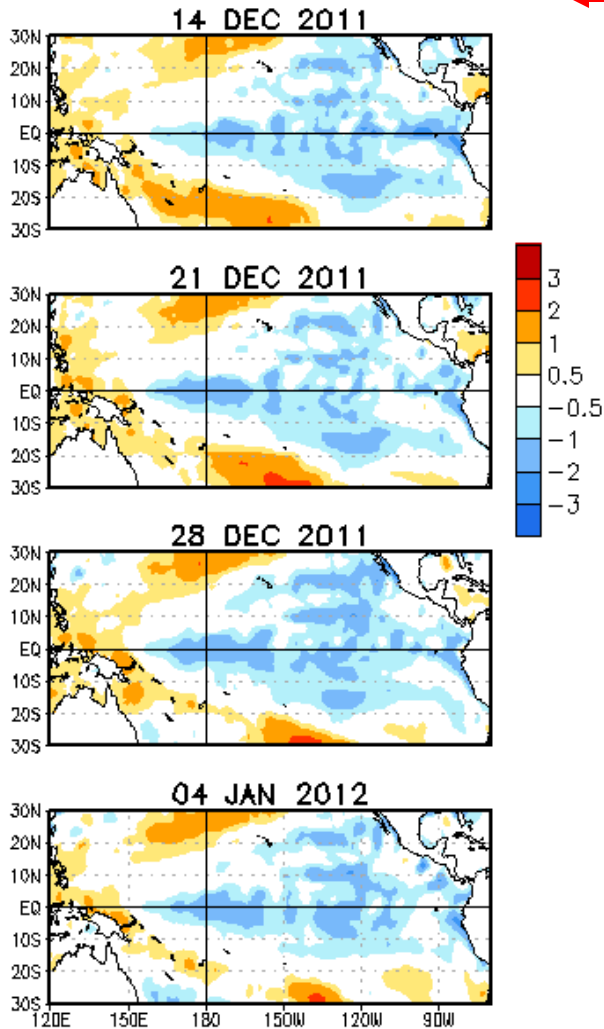 14 DEC 2011
30N
20N
10N
EQ
10S
20S
30S
21 DEC 2011
30N
20N
10N
EQ
10S
20S
30S
3
2
1
0.5
-0.5
-1
-2
-3
28 DEC 2011
30N
20N
10N
EQ
10S
20S
30S
04 JAN 2012
30N
20N
10N
EQ
10S
20S
30S
120E 150E 180 150W 120W 90W